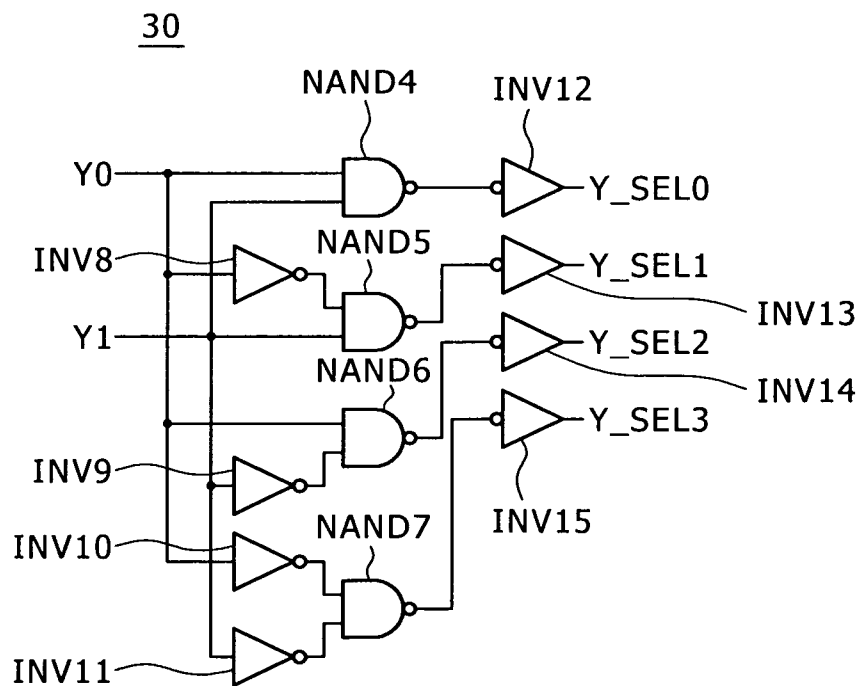 30
NAND4
INV12
Y0
Y_SEL0
INV8
NAND5
Y_SEL1
Y1
INV13
NAND6
Y_SEL2
INV14
Y_SEL3
INV9
INV15
INV10
NAND7
INV11